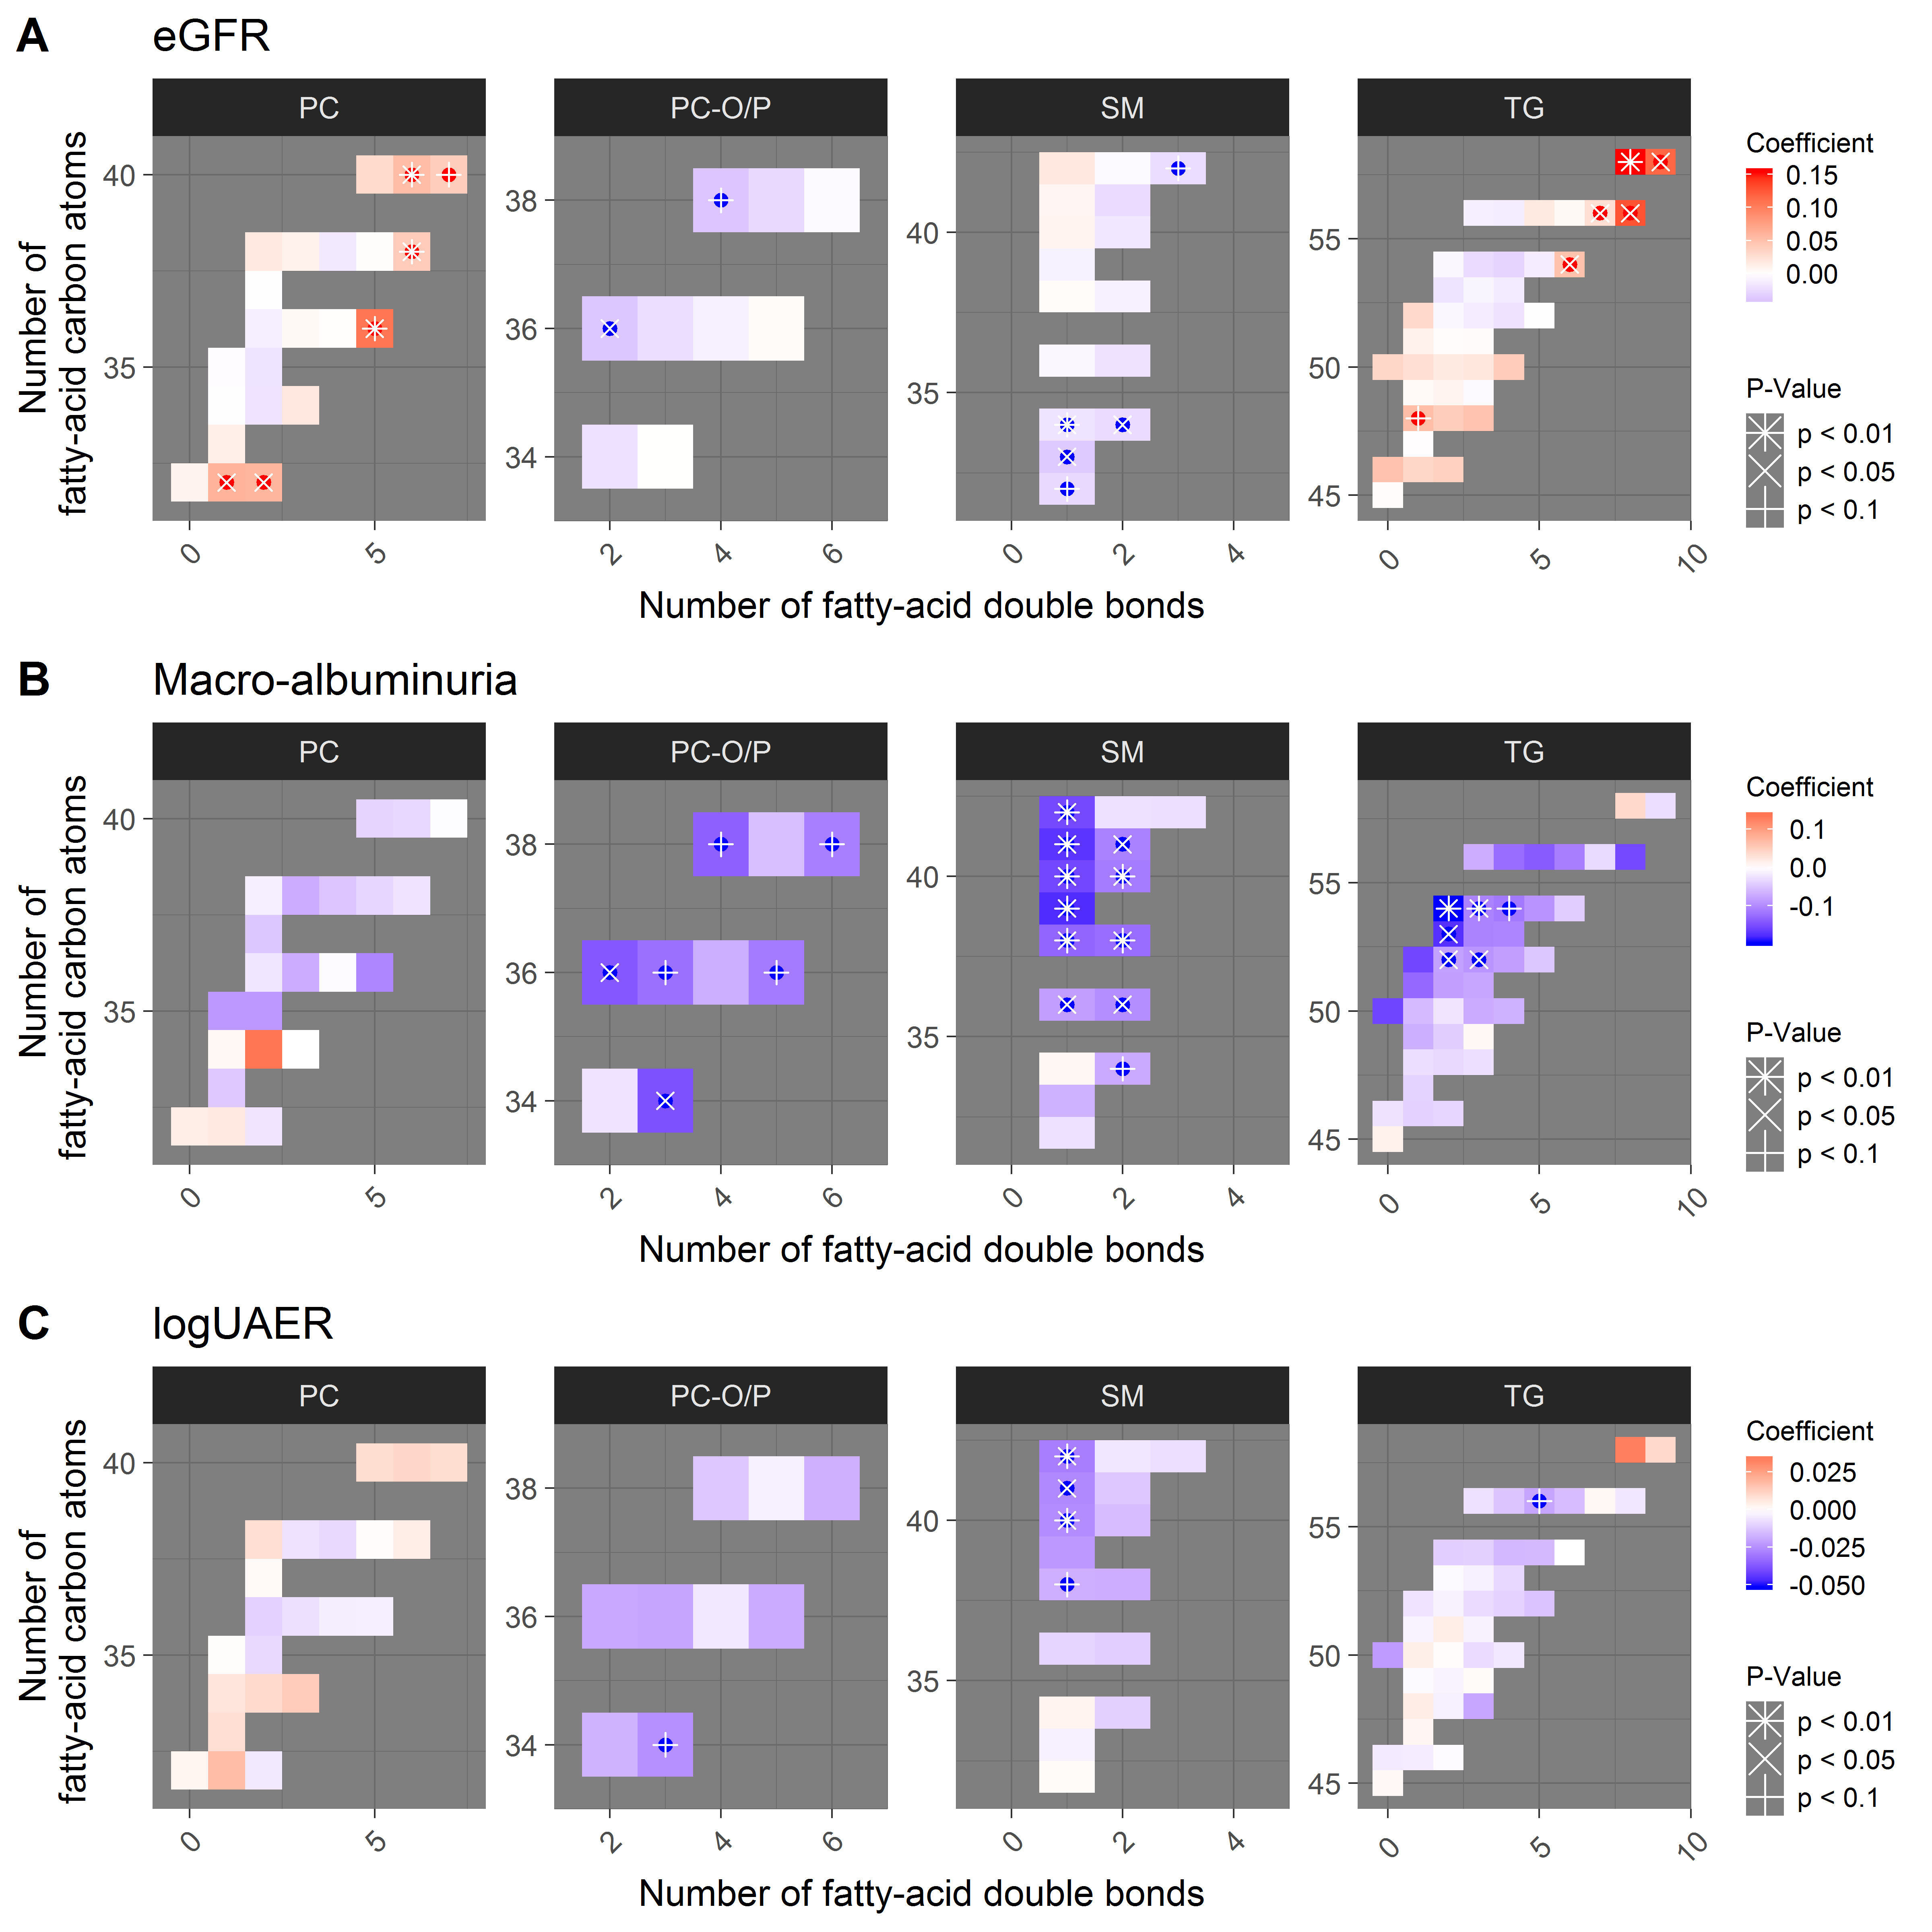 A eGFR
PC PC-O/P SM TG
Number of
fatty-acid carbon atoms
40
35
0 5
38
36
34
2 4 6
40
35
0 2 4
55
50
45
0 5 10
Number of fatty-acid double bonds
Coefficient
0.15
0.10
0.05
0.00
P-Value
p < 0.01
p < 0.05
p < 0.1
B Macro-albuminuria
PC PC-O/P SM TG
Number of
fatty-acid carbon atoms
40
35
0 5
38
36
34
2 4 6
40
35
0 2 4
55
50
45
0 5 10
Number of fatty-acid double bonds
Coefficient
0.1
0.0
-0.1
P-Value
p < 0.01
p < 0.05
p < 0.1
C logUAER
PC PC-O/P SM TG
Number of
fatty-acid carbon atoms
40
35
0 5
38
36
34
2 4 6
40
35
0 2 4
55
50
45
0 5 10
Number of fatty-acid double bonds
Coefficient
0.025
0.000
-0.025
-0.050
P-Value
p < 0.01
p < 0.05
p < 0.1